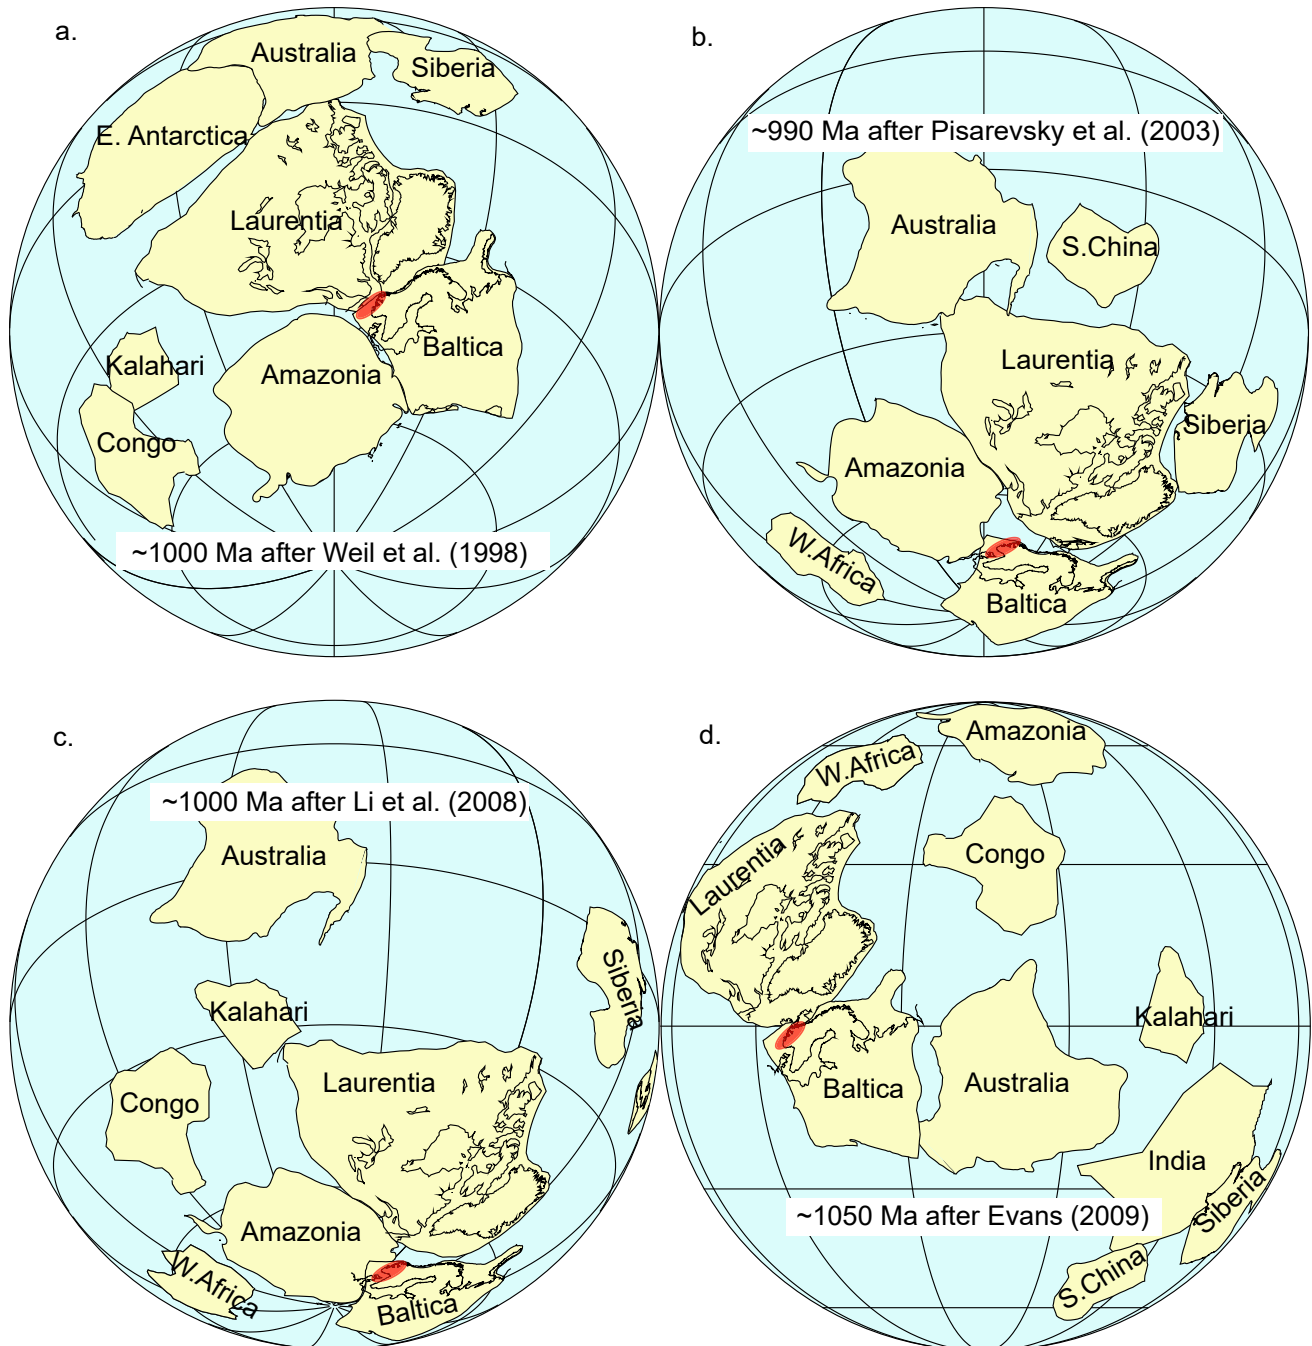 a.
Australia
Siberia
E. Antarctica
Laurentia
Kalahari
Amazonia
Baltica
Congo
~1000 Ma after Weil et al. (1998)
b.
~990 Ma after Pisarevsky et al. (2003)
Australia
S.China
Laurentia
Siberia
Amazonia
W.Africa
Baltica
c.
~1000 Ma after Li et al. (2008)
Australia
Siberia
Kalahari
Laurentia
Congo
Amazonia
W.Africa
Baltica
d.
Amazonia
W.Africa
Laurentia
Congo
Kalahari
Baltica
Australia
India
Siberia
~1050 Ma after Evans (2009)
S.China